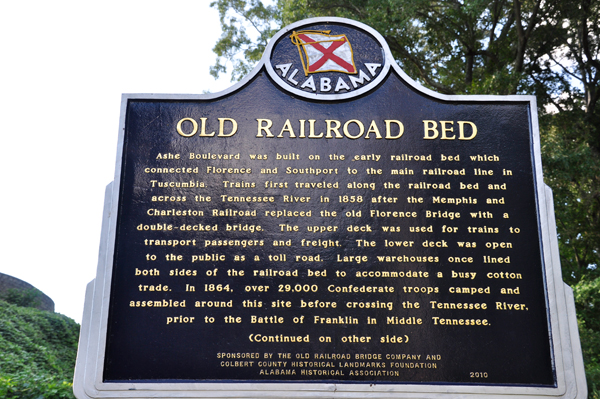 ALABAMA
OLD RAILROAD BED
Ashe Boulevard was built on the early railroad bed which
connected Florence and Southport to the main railroad line in
Tuscumbia. Trains first traveled along the railroad bed and
across the Tennessee River in 1858 after the Memphis and
Charleston Railroad replaced the old Florence Bridge with a
double-decked bridge. The upper deck was used for trains to
transport passengers and freight. The lower deck was open
to the public as a toll road. Large warehouses once lined
both sides of the railroad bed to accommodate a busy cotton
trade. In 1864, over 29,000 Confederate troops camped and
assembled around this site before crossing the Tennessee River,
prior to the Battle of Franklin in Middle Tennessee.
(Continued on other side)
SPONSORED BY THE OLD RAILROAD BRIDGE COMPANY AND
COLBERT COUNTY HISTORICAL LANDMARKS FOUNDATION
ALABAMA HISTORICAL ASSOCIATION 2010